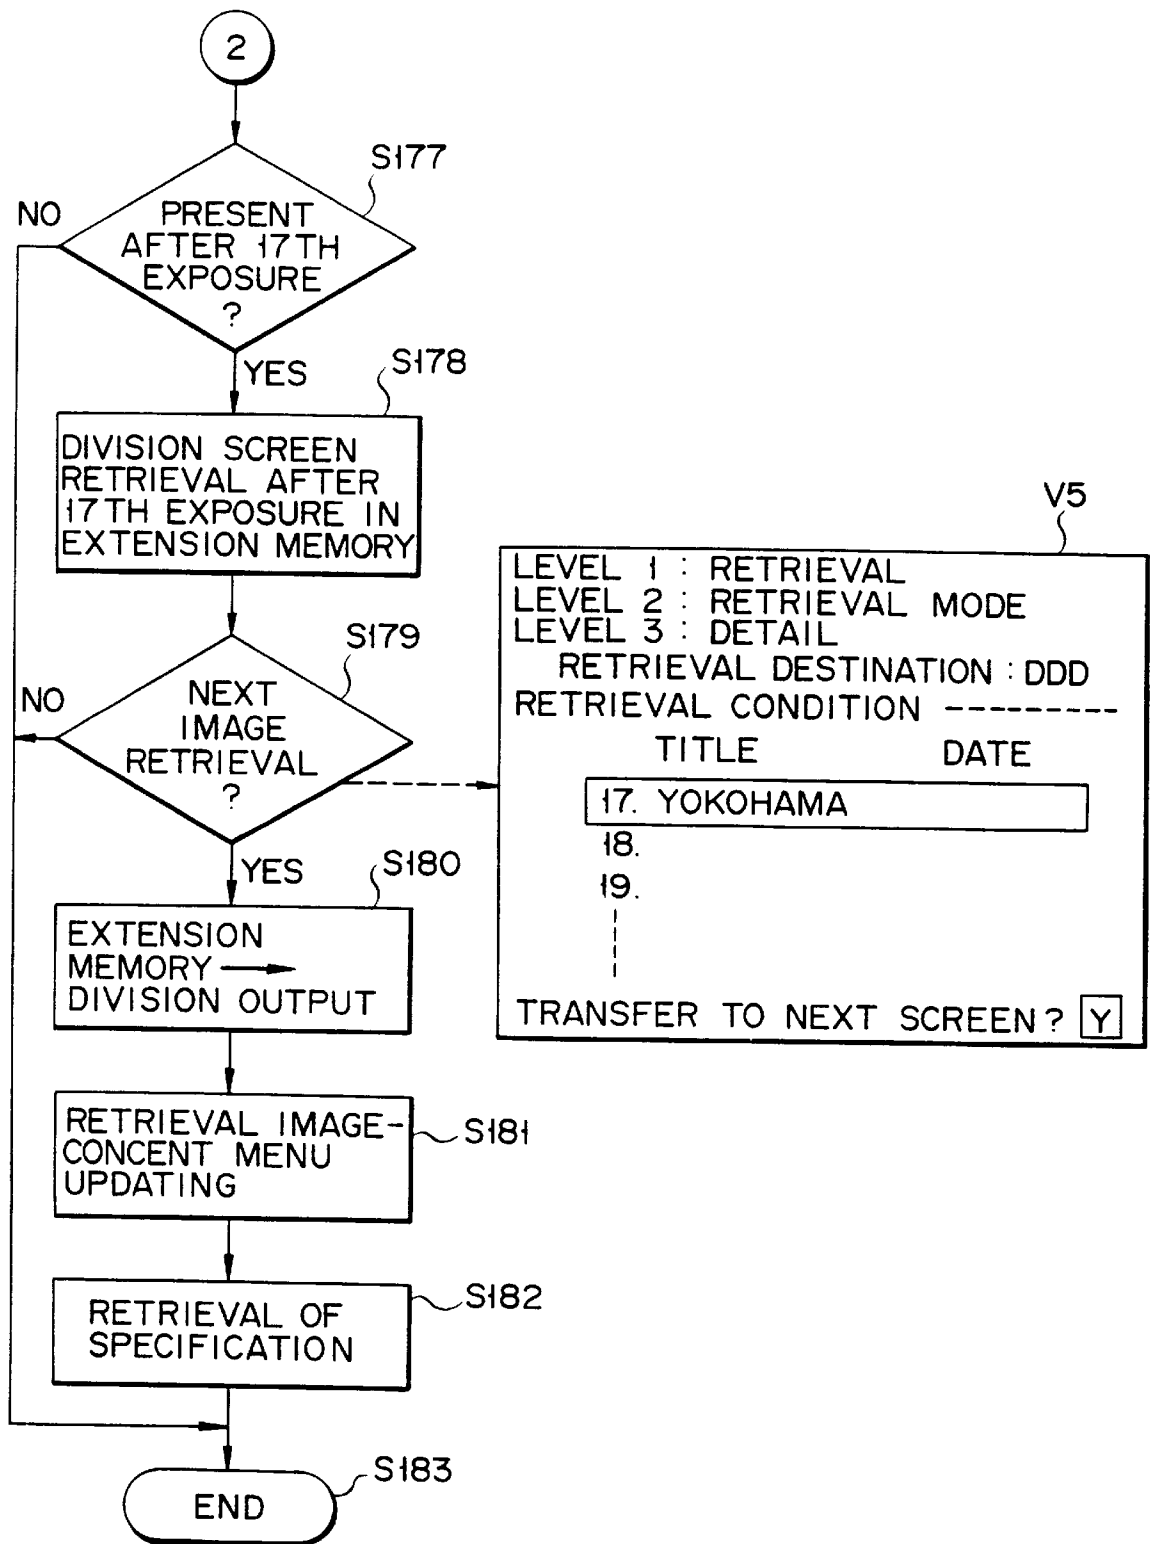 2
S177
NO
PRESENT
AFTER 17TH
EXPOSURE
?
YES
S178
DIVISION SCREEN
RETRIEVAL AFTER
17TH EXPOSURE IN
EXTENSION MEMORY
S179
NO
NEXT
IMAGE
RETRIEVAL
?
YES
V5
LEVEL 1 : RETRIEVAL
LEVEL 2 : RETRIEVAL MODE
LEVEL 3 : DETAIL
RETRIEVAL DESTINATION : DDD
RETRIEVAL CONDITION ---------
TITLE DATE
17. YOKOHAMA
18.
19.
TRANSFER TO NEXT SCREEN? Y
S180
EXTENSION
MEMORY →
DIVISION OUTPUT
S181
RETRIEVAL IMAGE-
CONCENT MENU
UPDATING
S182
RETRIEVAL OF
SPECIFICATION
S183
END